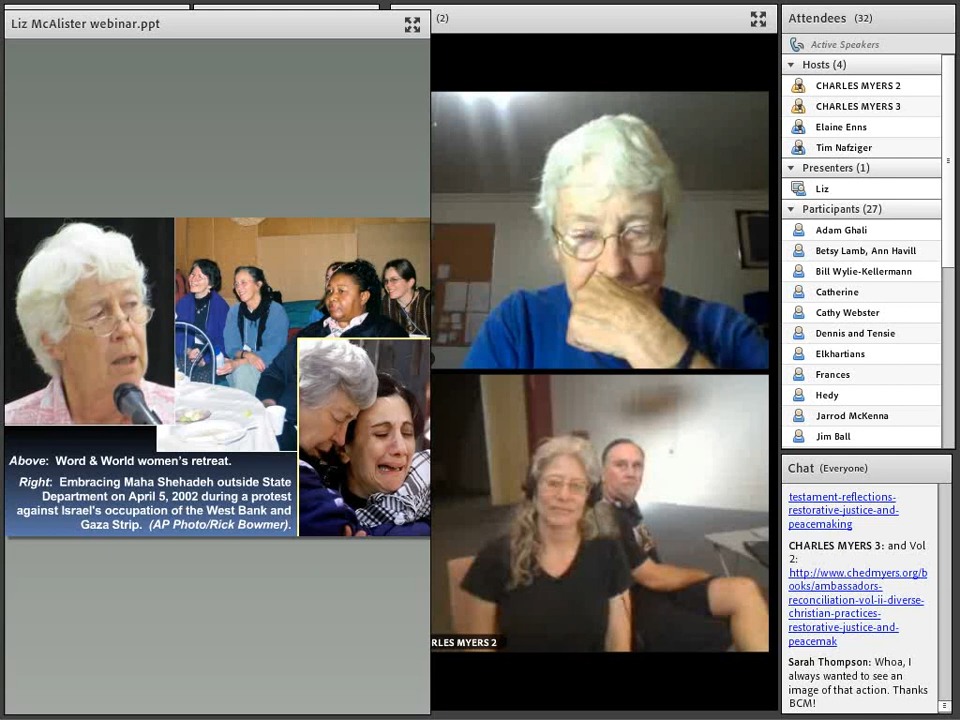 Liz McAlister webinar.ppt
Above: Word & World women's retreat.
Right: Embracing Maha Shehadeh outside State
Department on April 5, 2002 during a protest
against Israel's occupation of the West Bank and
Gaza Strip. (AP Photo/Rick Bowmer).
(2)
RLES MYERS 2
Attendees (32)
Active Speakers
Hosts (4)
CHARLES MYERS 2
CHARLES MYERS 3
Elaine Enns
Tim Nafziger
Presenters (1)
Liz
Participants (27)
Adam Ghali
Betsy Lamb, Ann Havill
Bill Wylie-Kellermann
Catherine
Cathy Webster
Dennis and Tensie
Elkhartians
Frances
Hedy
Jarrod McKenna
Jim Ball
Chat (Everyone)
testament-reflections-
restorative-justice-and-
peacemaking
CHARLES MYERS 3: and Vol
2:
http://www.chedmyers.org/b
ooks/ambassadors-
reconciliation-vol-ii-diverse-
christian-practices-
restorative-justice-and-
peacemak
Sarah Thompson: Whoa, I
always wanted to see an
image of that action. Thanks
BCM!